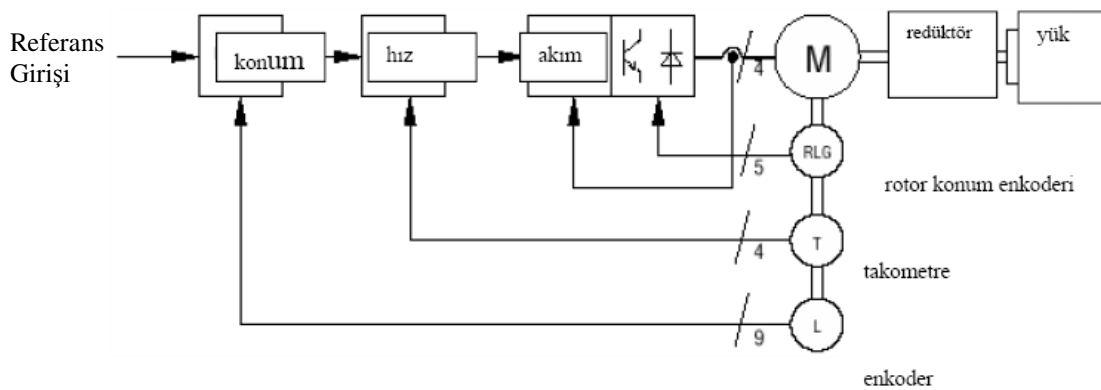 Referans
Girişi
konum
hız
akım
4
M
redüktör
yük
5
RLG
rotor konum enkoderi
4
T
takometre
9
L
enkoder